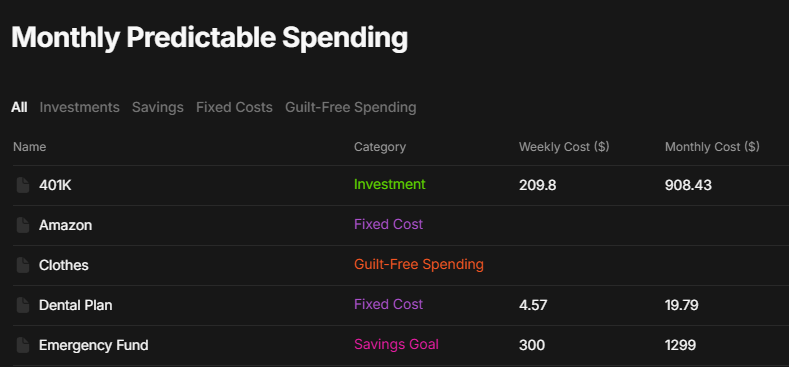 Monthly Predictable Spending
All Investments Savings Fixed Costs Guilt-Free Spending
Name Category Weekly Cost ($) Monthly Cost ($)
401K Investment 209.8 908.43
Amazon Fixed Cost
Clothes Guilt-Free Spending
Dental Plan Fixed Cost 4.57 19.79
Emergency Fund Savings Goal 300 1299